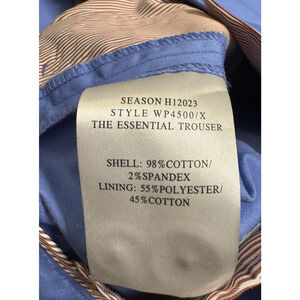 SEASON H12023
STYLE WP4500/X
THE ESSENTIAL TROUSER
SHELL: 98%COTTON/
2%SPANDEX
LINING: 55%POLYESTER/
45%COTTON